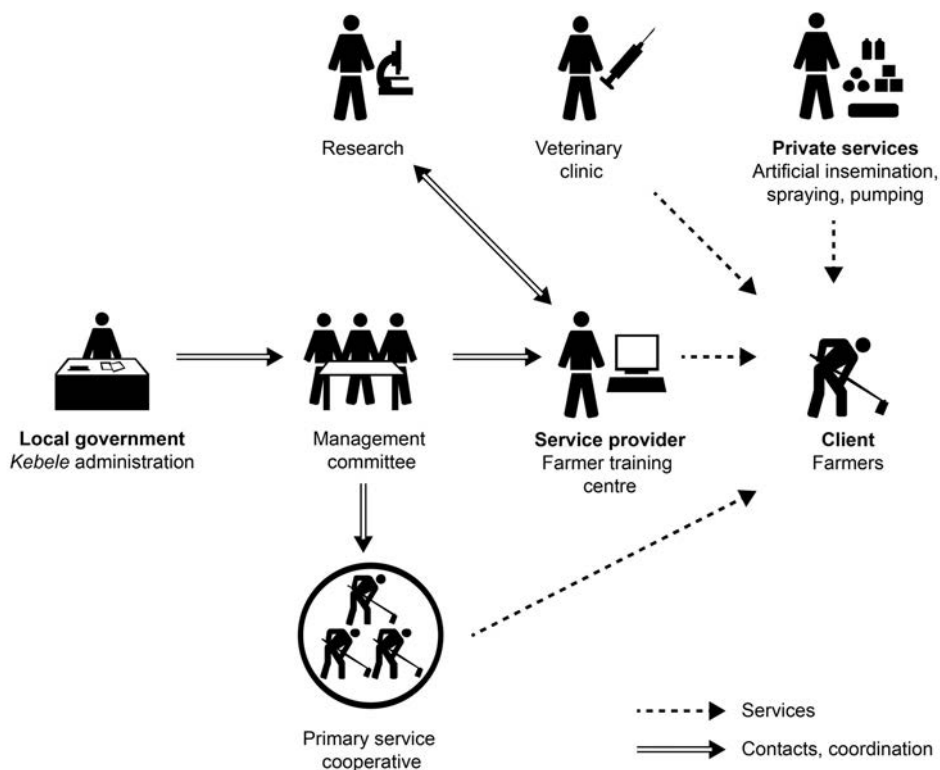 Research
Veterinary
clinic
Private services
Artificial insemination,
spraying, pumping
Local government
Kebele administration
Management
committee
Service provider
Farmer training
centre
Client
Farmers
Primary service
cooperative
Services
Contacts, coordination